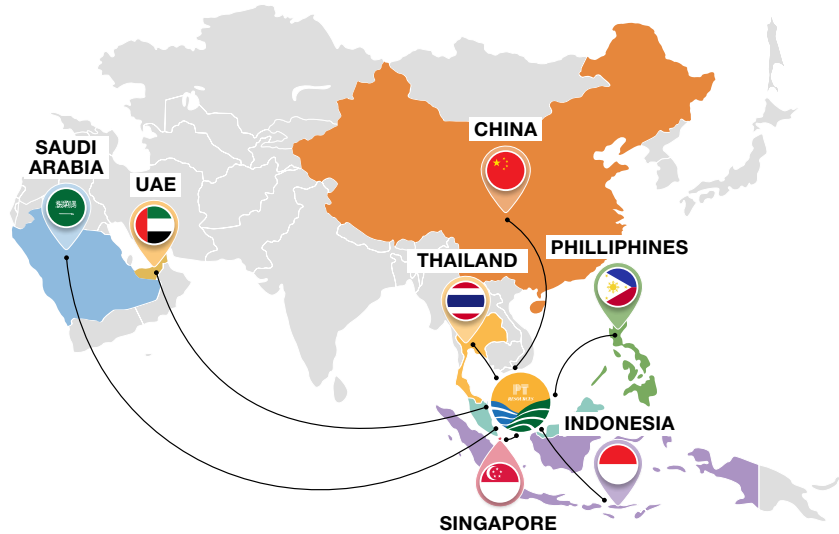 CHINA
SAUDI
ARABIA
UAE
PHILLIPHINES
THAILAND
PT
INDONESIA
SINGAPORE